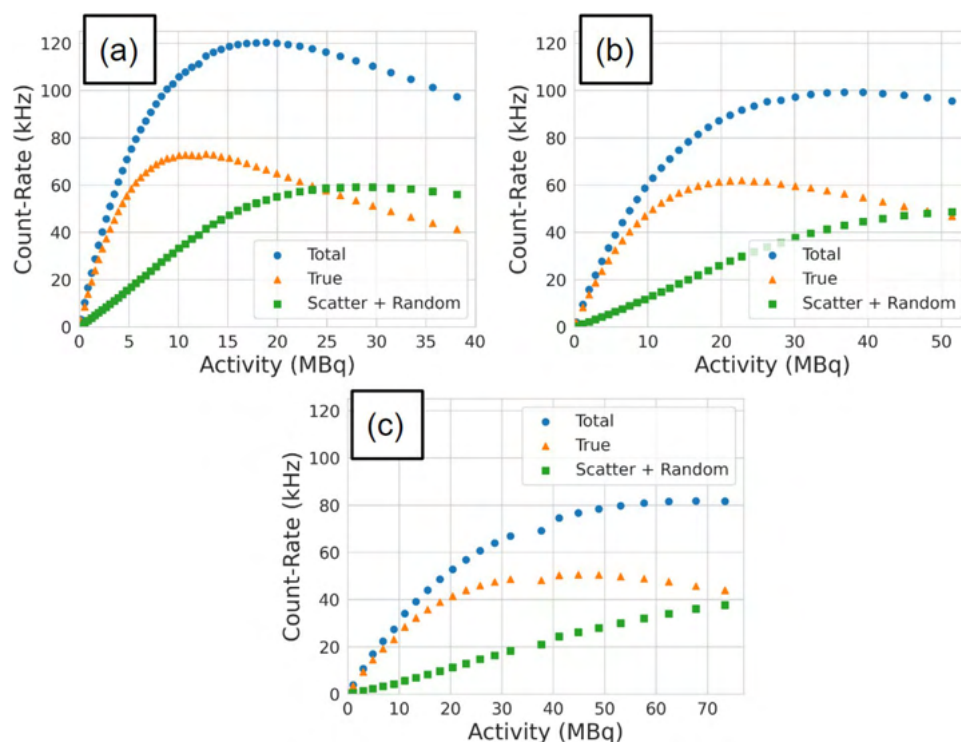 (a)
120
100
80
60
40
20
0
Count-Rate (kHz)
Total
True
Scatter + Random
0 5 10 15 20 25 30 35 40
Activity (MBq)
(b)
120
100
80
60
40
20
0
Count-Rate (kHz)
Total
True
Scatter + Random
0 10 20 30 40 50
Activity (MBq)
(c)
120
100
80
60
40
20
0
Count-Rate (kHz)
Total
True
Scatter + Random
0 10 20 30 40 50 60 70
Activity (MBq)